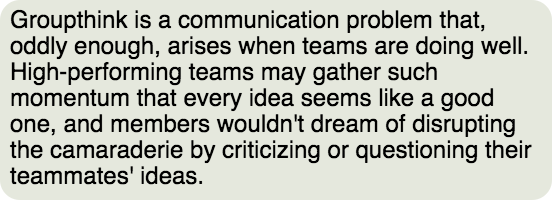 Groupthink is a communication problem that,
oddly enough, arises when teams are doing well.
High-performing teams may gather such
momentum that every idea seems like a good
one, and members wouldn't dream of disrupting
the camaraderie by criticizing or questioning their
teammates' ideas.